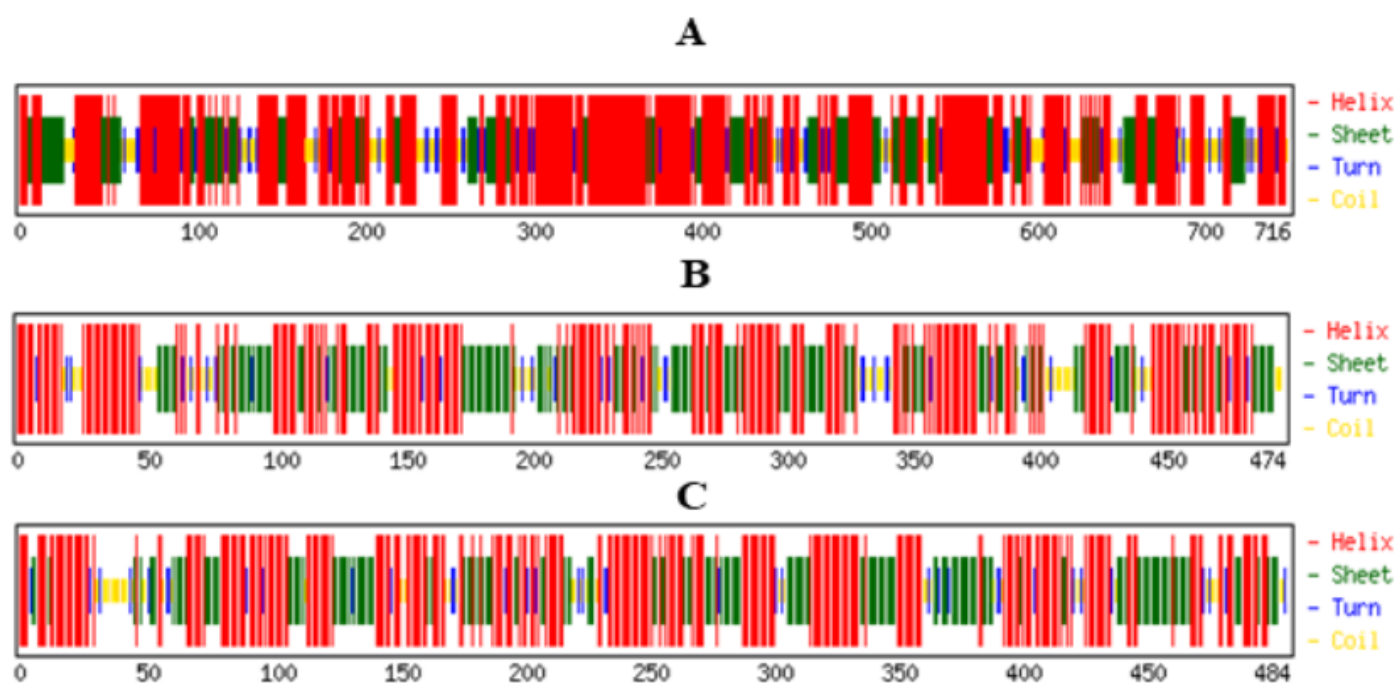 A
- Helix
- Sheet
- Turn
- Coil
0 100 200 300 400 500 600 700 716
B
- Helix
- Sheet
- Turn
- Coil
0 50 100 150 200 250 300 350 400 450 474
C
- Helix
- Sheet
- Turn
- Coil
0 50 100 150 200 250 300 350 400 450 484